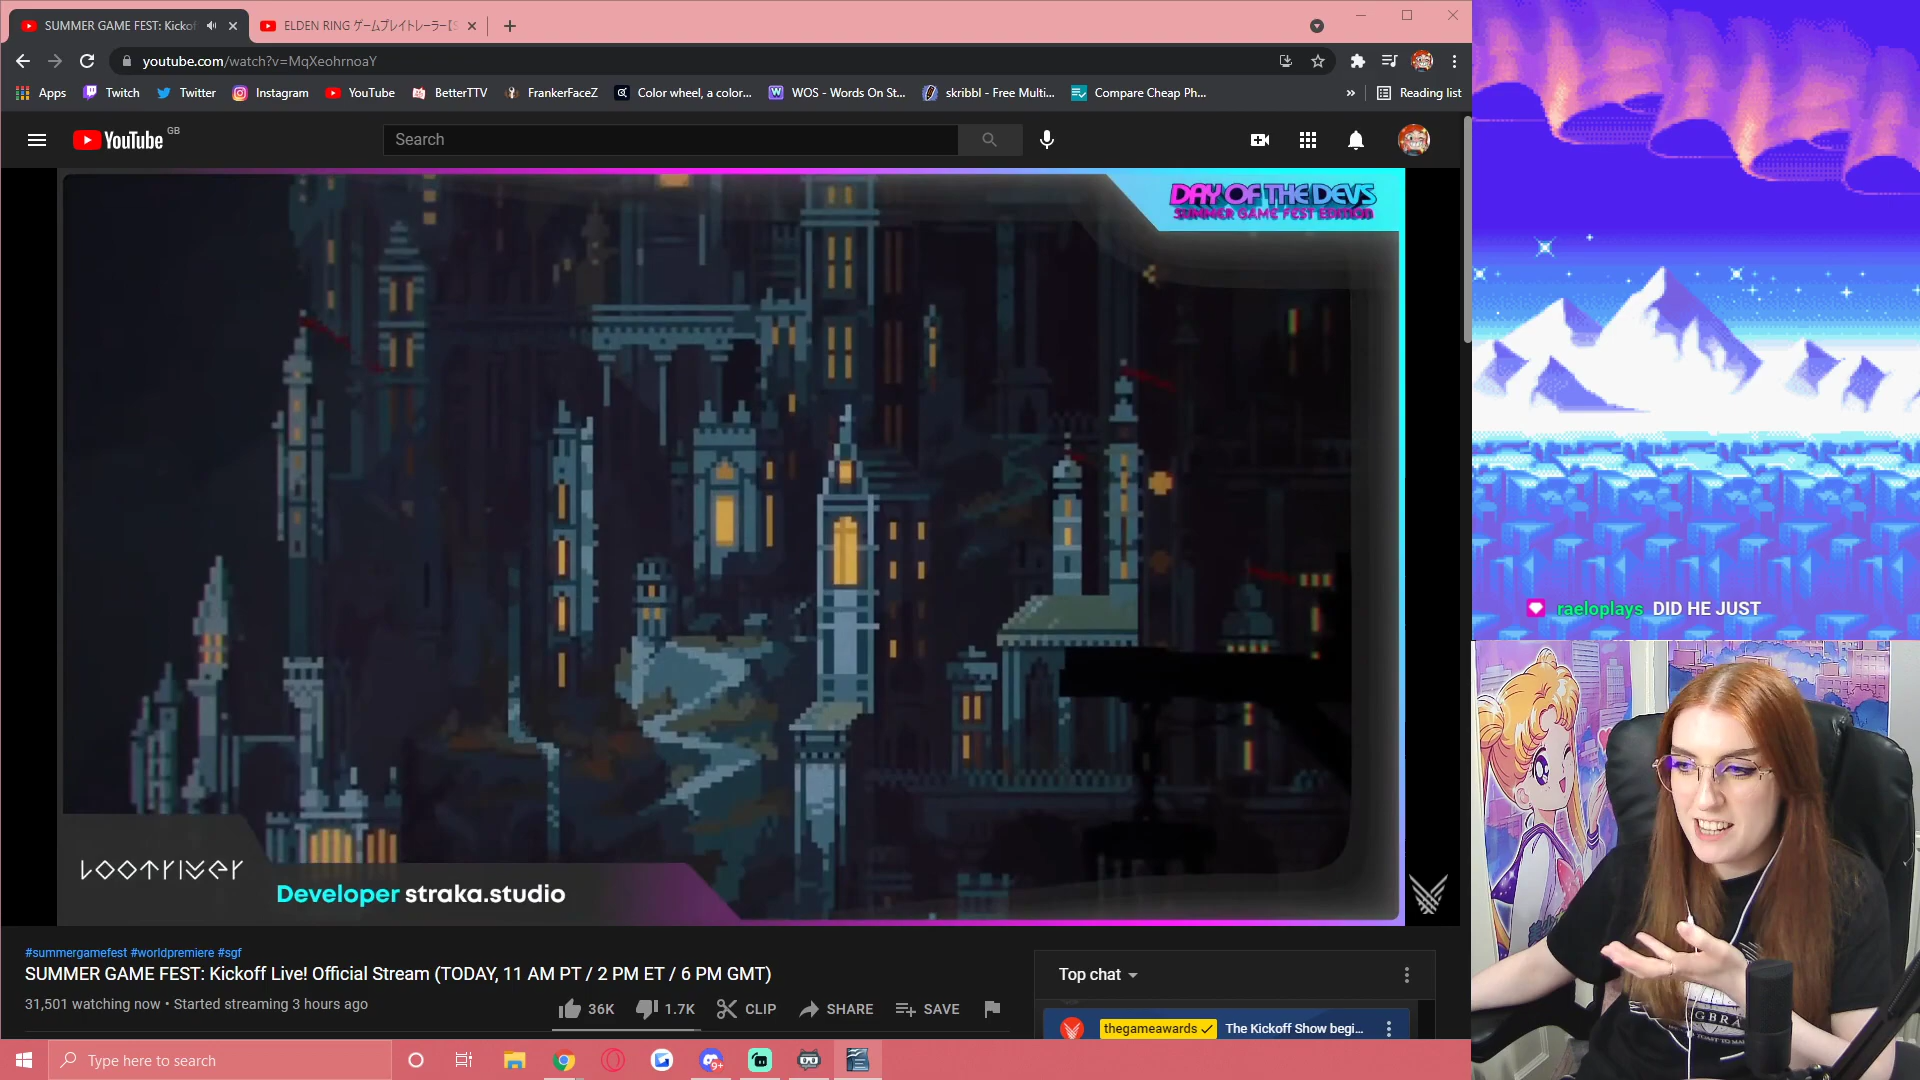 SUMMER GAME FEST: Kickof
ELDEN RING ゲームプレイトレーラー【S
youtube.com/watch?v=MqXeohrnoaY
Apps
Twitch
Twitter
Instagram
YouTube
BetterTTV
FrankerFaceZ
Color wheel, a color...
WOS - Words On St...
skribbl - Free Multi...
Compare Cheap Ph...
»
Reading list
YouTube GB
Search
DAY OF THE DEVS
SUMMER GAME FEST EDITION
raeloplays DID HE JUST
LOOTRIVER
Developer straka.studio
#summergamefest #worldpremiere #sgf
SUMMER GAME FEST: Kickoff Live! Official Stream (TODAY, 11 AM PT / 2 PM ET / 6 PM GMT)
31,501 watching now • Started streaming 3 hours ago
36K
1.7K
CLIP
SHARE
SAVE
Top chat
thegameawards The Kickoff Show begi...
Type here to search
9+